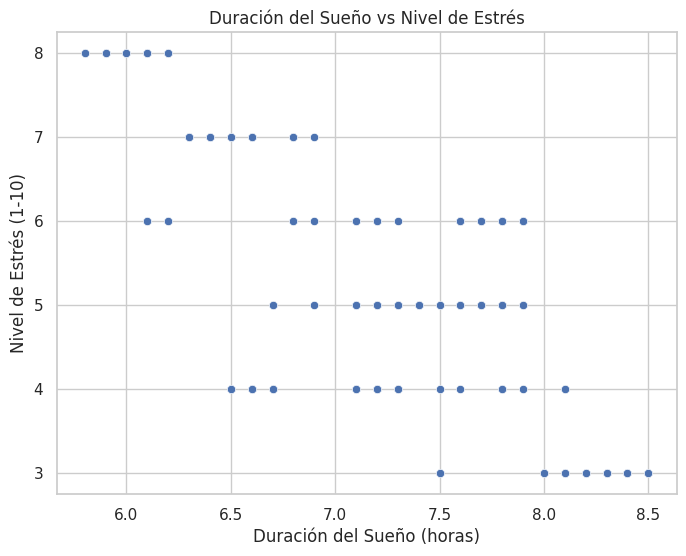 Duración del Sueño vs Nivel de Estrés
Nivel de Estrés (1-10)
8
7
6
5
4
3
6.0 6.5 7.0 7.5 8.0 8.5
Duración del Sueño (horas)